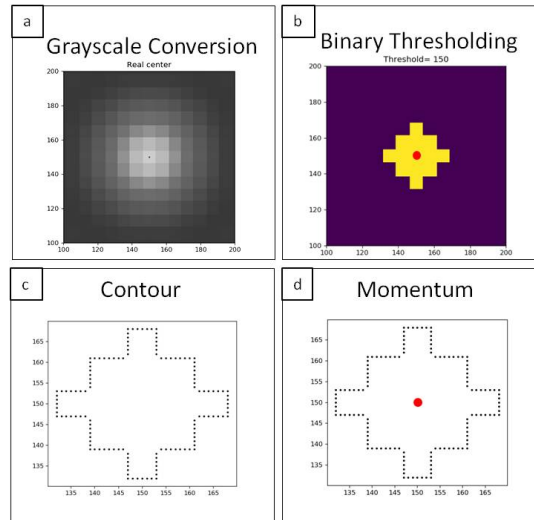 a
Grayscale Conversion
Real center
200
180
160
140
120
100
100 120 140 160 180 200
b
Binary Thresholding
Threshold= 150
200
180
160
140
120
100
100 120 140 160 180 200
c
Contour
165
160
155
150
145
140
135
135 140 145 150 155 160 165
d
Momentum
165
160
155
150
145
140
135
135 140 145 150 155 160 165